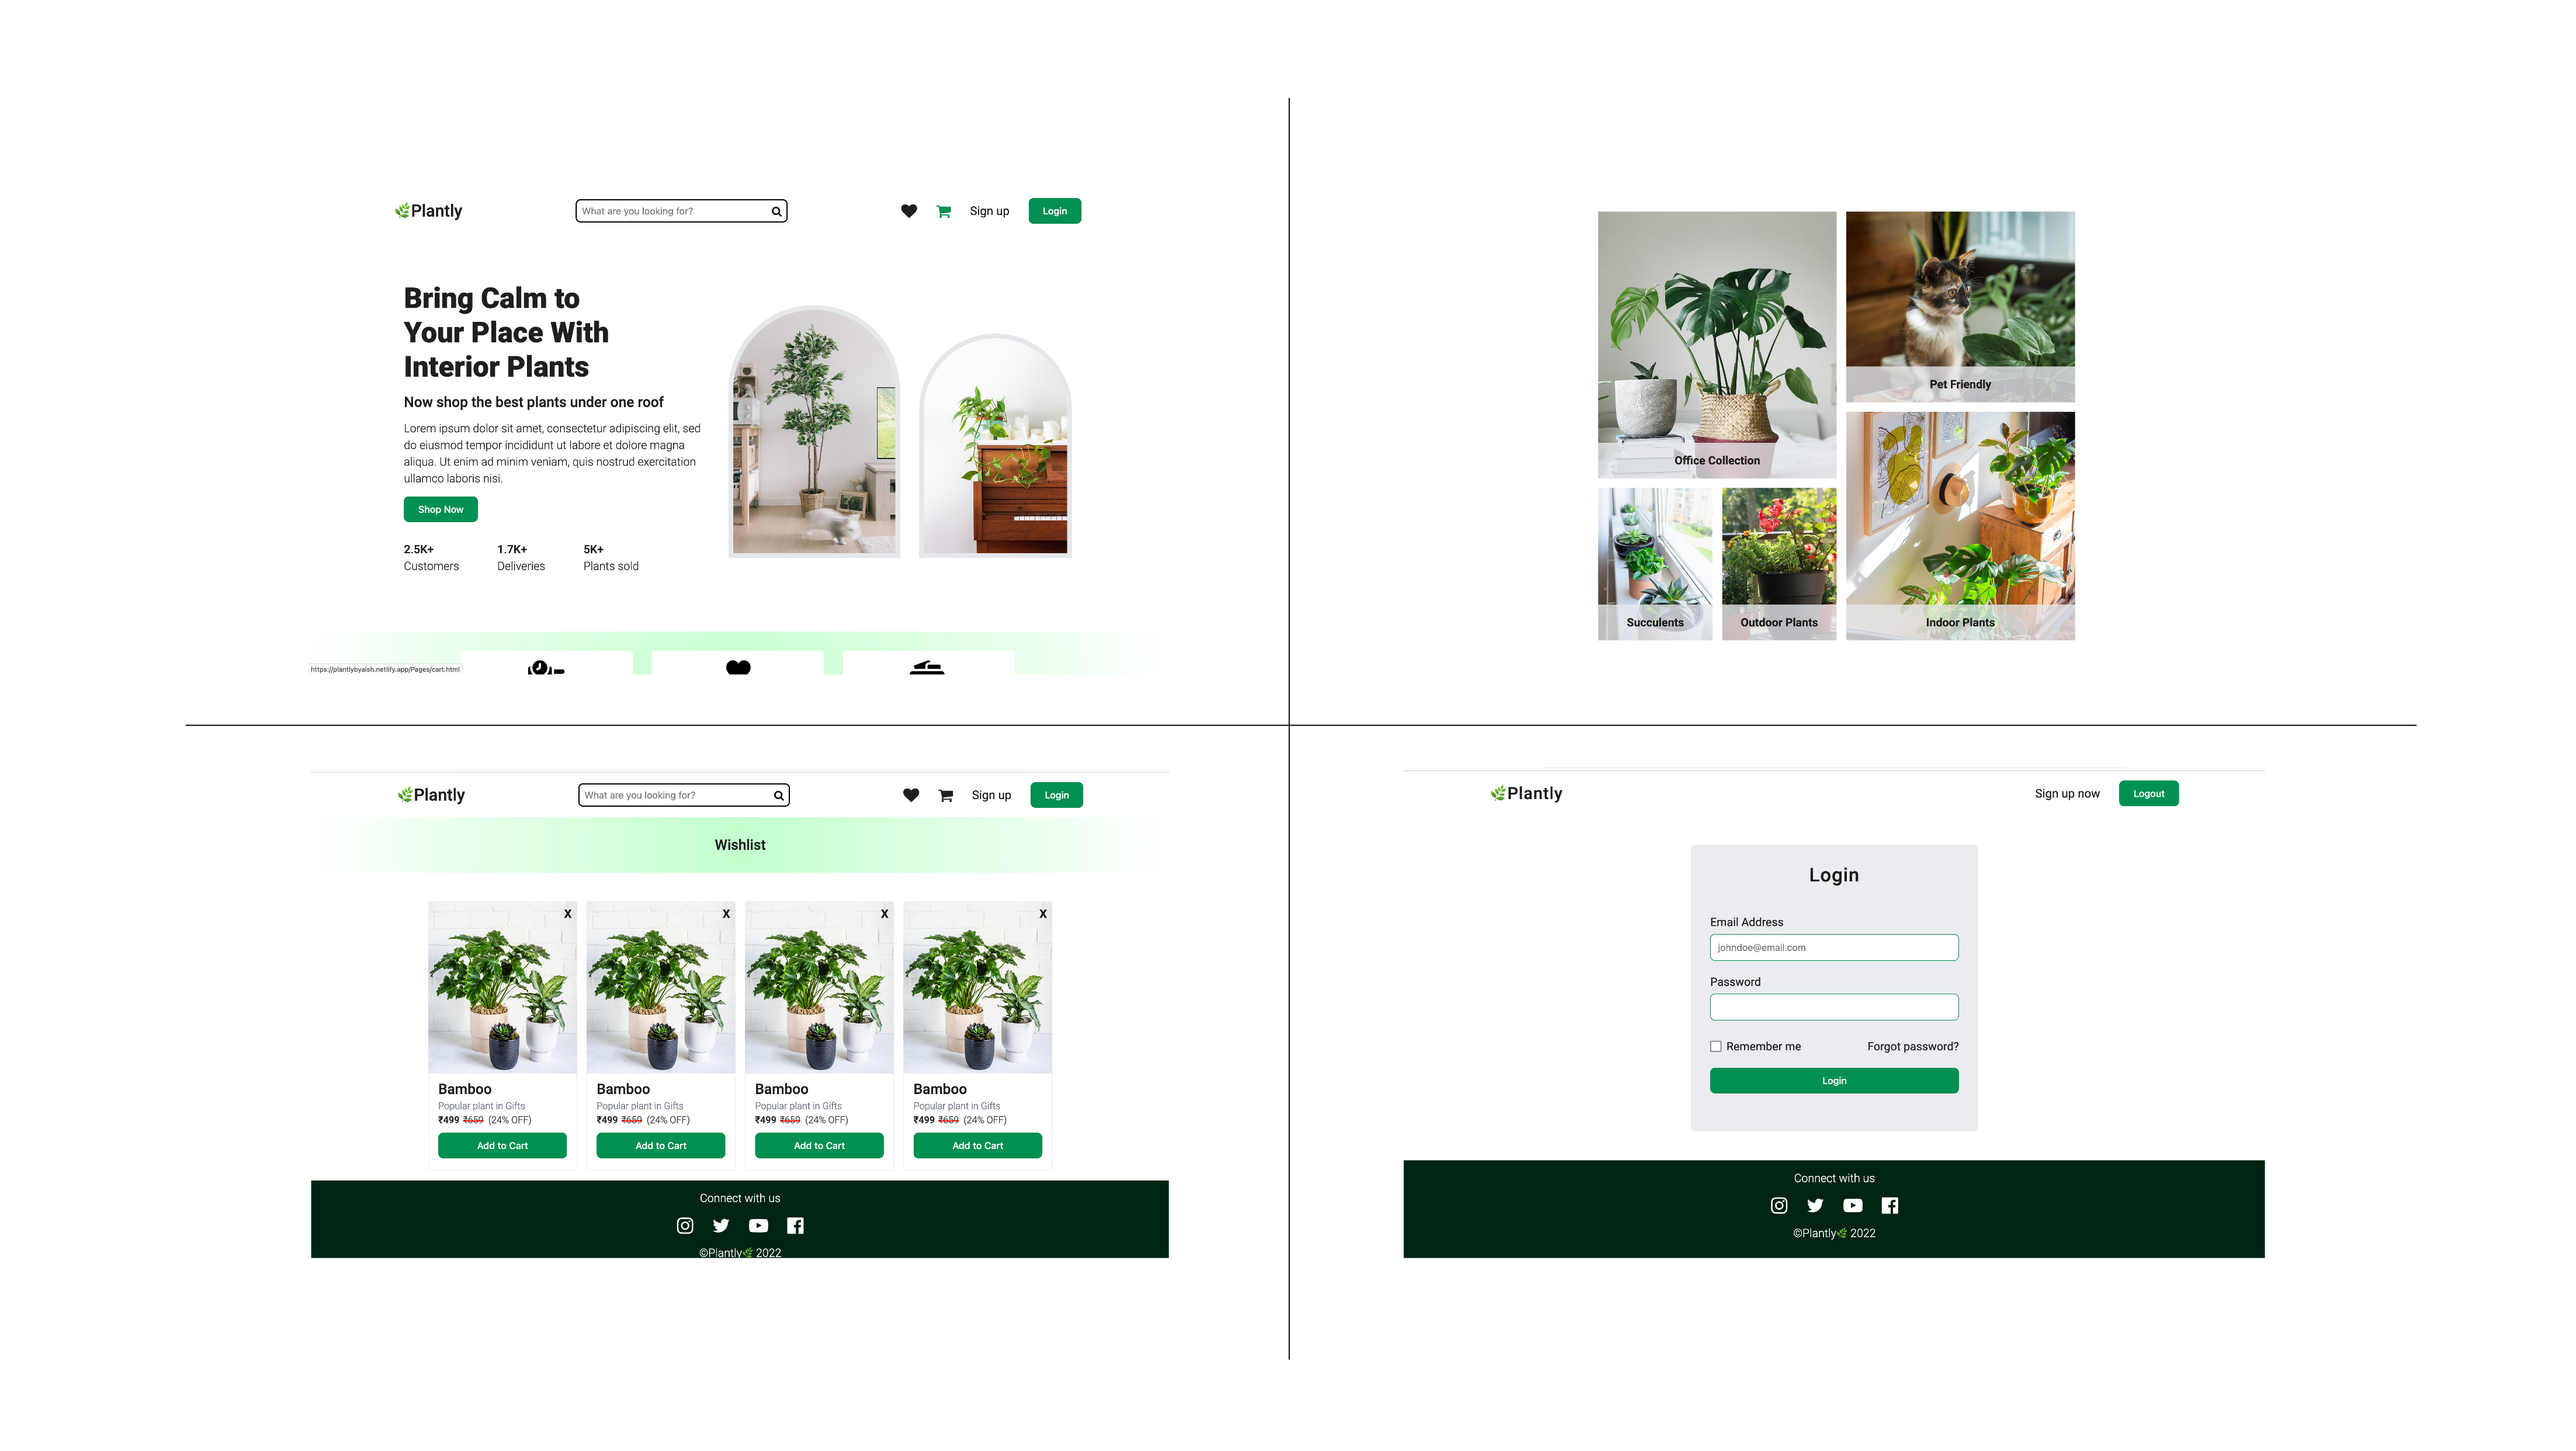 Plantly
What are you looking for?
Sign up
Login
Bring Calm to
Your Place With
Interior Plants
Now shop the best plants under one roof
Lorem ipsum dolor sit amet, consectetur adipiscing elit, sed
do eiusmod tempor incididunt ut labore et dolore magna
aliqua. Ut enim ad minim veniam, quis nostrud exercitation
ullamco laboris nisi.
Shop Now
2.5K+ 1.7K+ 5K+
Customers Deliveries Plants sold
https://plantlybyaish.netlify.app/Pages/cart.html
Pet Friendly
Office Collection
Succulents
Outdoor Plants
Indoor Plants
Plantly
What are you looking for?
Sign up
Login
Wishlist
X X X X
Bamboo Bamboo Bamboo Bamboo
Popular plant in Gifts Popular plant in Gifts Popular plant in Gifts Popular plant in Gifts
₹499 ₹659 (24% OFF) ₹499 ₹659 (24% OFF) ₹499 ₹659 (24% OFF) ₹499 ₹659 (24% OFF)
Add to Cart Add to Cart Add to Cart Add to Cart
Connect with us
©Plantly🌿 2022
Plantly
Sign up now
Logout
Login
Email Address
johndoe@email.com
Password
Remember me
Forgot password?
Login
Connect with us
©Plantly🌿 2022